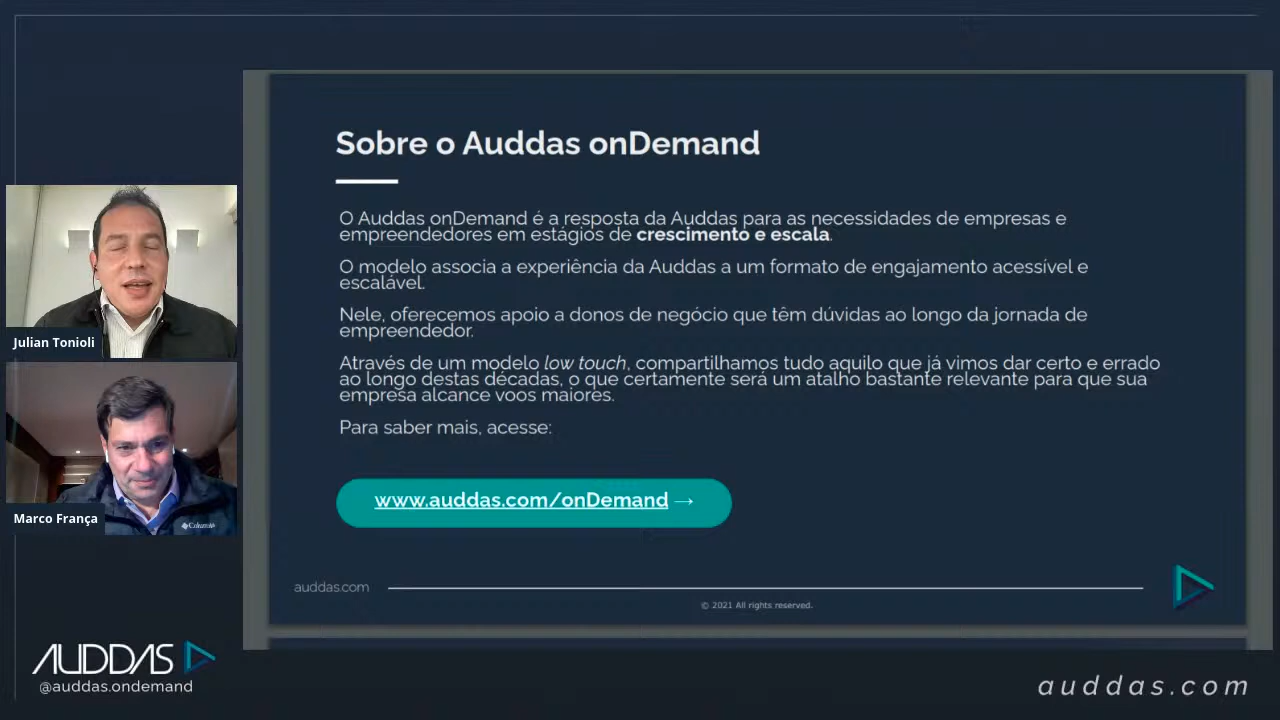 Sobre o Auddas onDemand
O Auddas onDemand é a resposta da Auddas para as necessidades de empresas e
empreendedores em estágios de crescimento e escala.
O modelo associa a experiência da Auddas a um formato de engajamento acessível e
escalável.
Nele, oferecemos apoio a donos de negócio que têm dúvidas ao longo da jornada de
empreendedor.
Através de um modelo low touch, compartilhamos tudo aquilo que já vimos dar certo e errado
ao longo destas décadas, o que certamente será um atalho bastante relevante para que sua
empresa alcance voos maiores.
Para saber mais, acesse:
www.auddas.com/onDemand →
auddas.com
© 2021 All rights reserved.
Julian Tonioli
Columbia
Marco França
AUDDAS
@auddas.ondemand
auddas.com